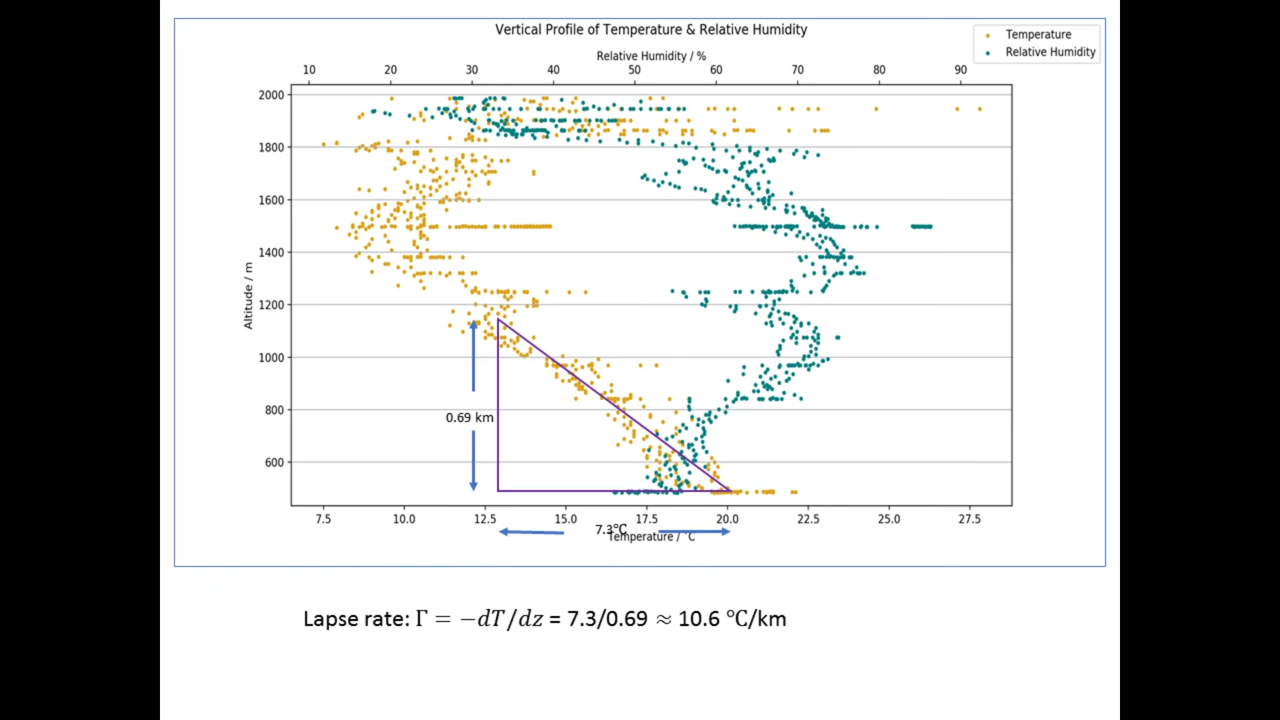 Vertical Profile of Temperature & Relative Humidity
Temperature
Relative Humidity
Relative Humidity / %
10 20 30 40 50 60 70 80 90
2000
1800
1600
1400
1200
1000
800
600
Altitude / m
0.69 km
7.5 10.0 12.5 15.0 17.5 20.0 22.5 25.0 27.5
7.3℃
Temperature / °C
Lapse rate: Γ = −dT/dz = 7.3/0.69 ≈ 10.6 ℃/km